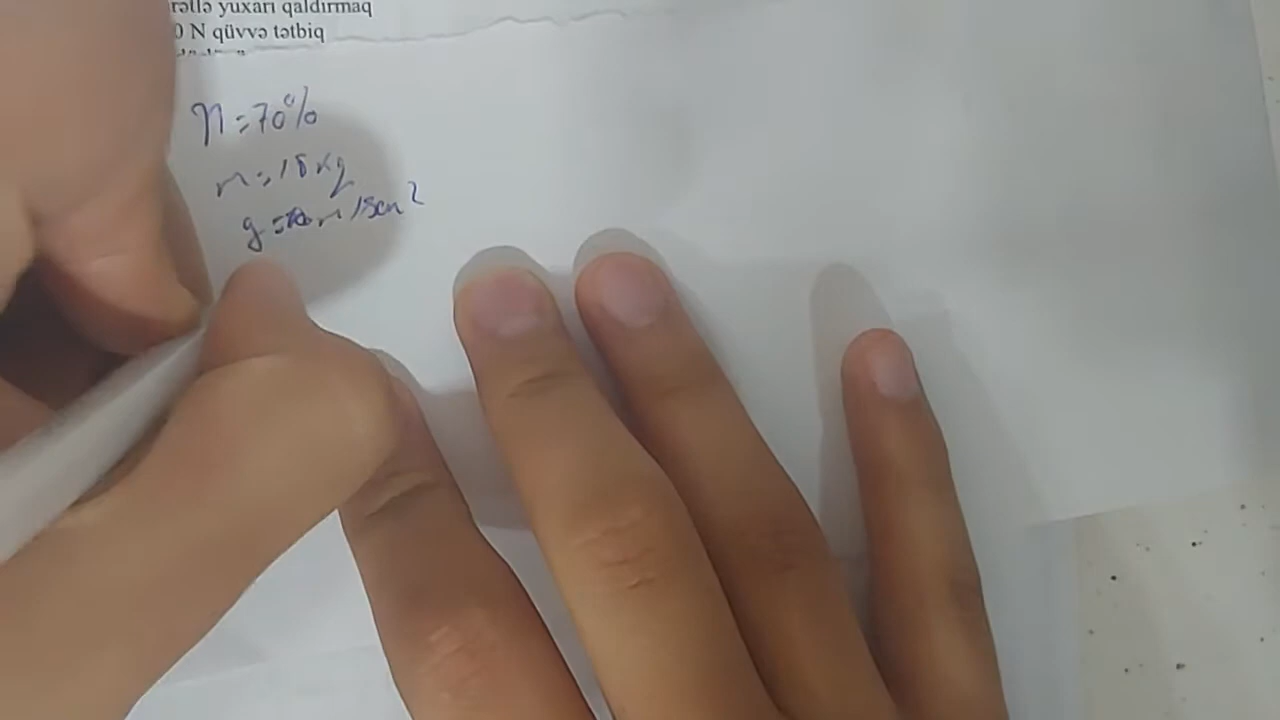 rəllə yuxarı qaldırmaq
0 N qüvvə tətbiq
η=70%
m=18kg